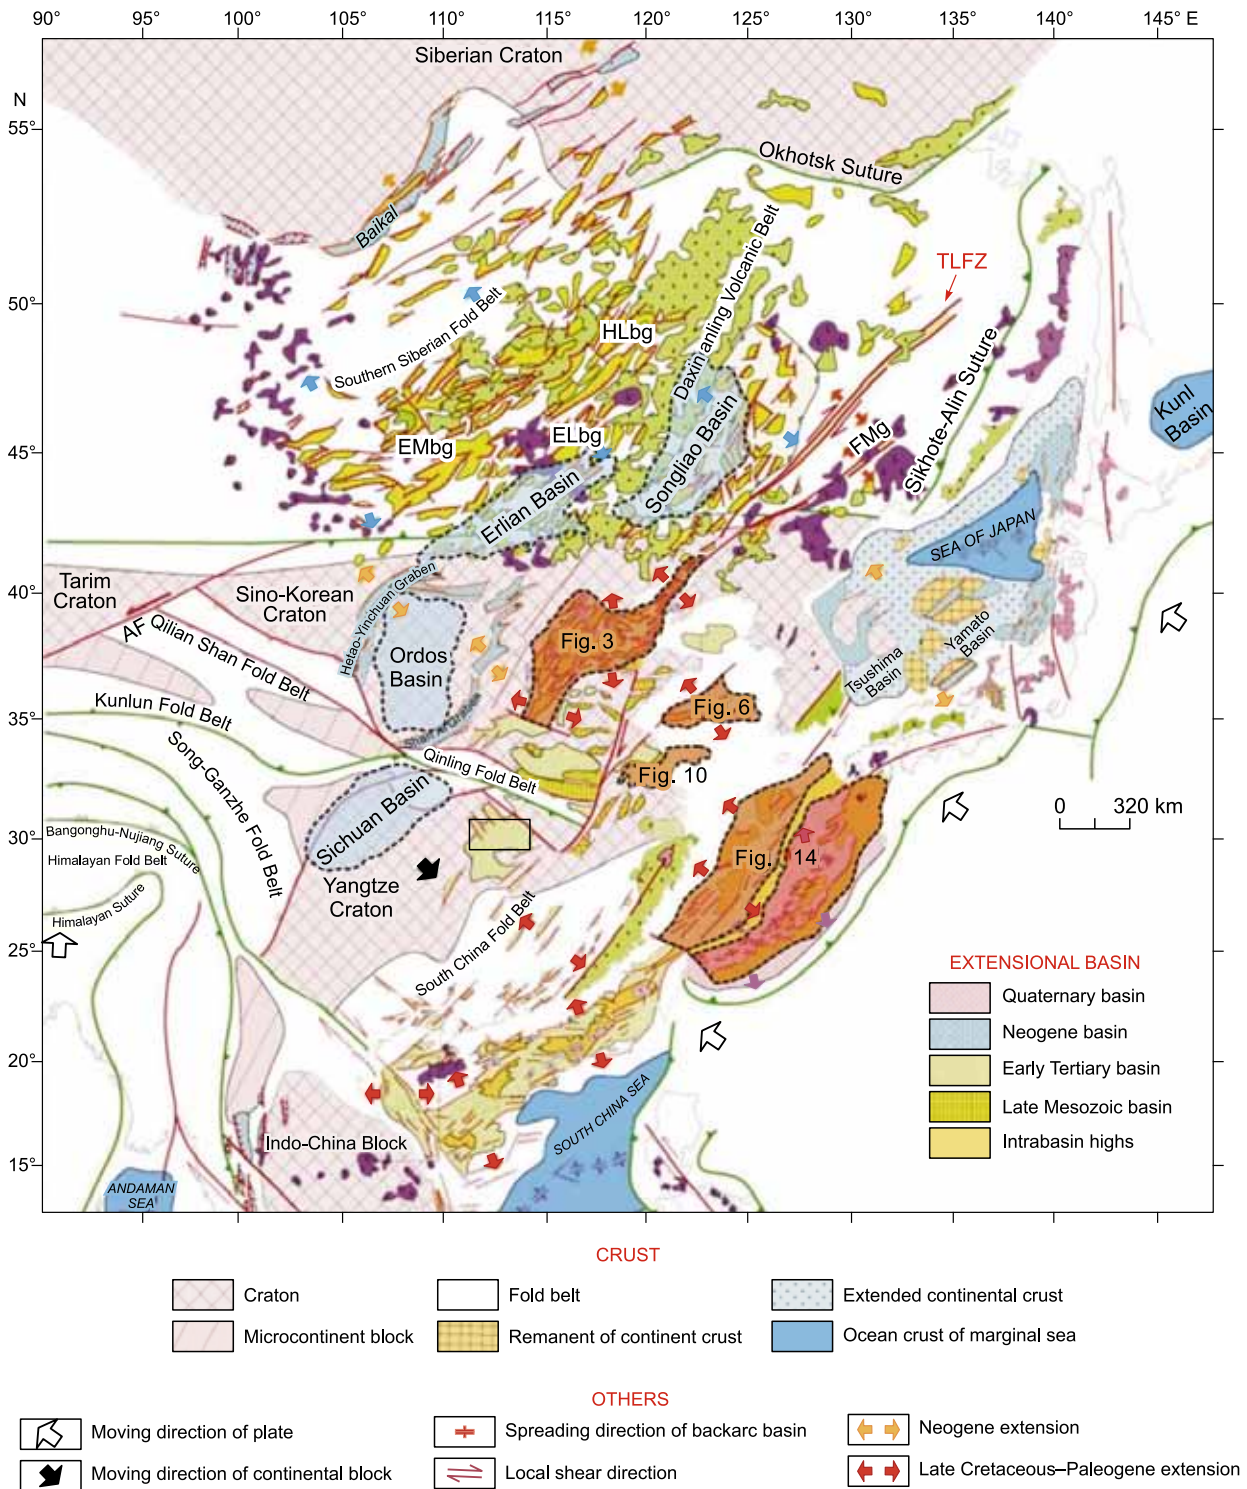 90° 95° 100° 105° 110° 115° 120° 125° 130° 135° 140° 145° E
N
55°
50°
45°
40°
35°
30°
25°
20°
15°
Siberian Craton
Okhotsk Suture
Baikal
Daxin'anling Volcanic Belt
TLFZ
Southern Siberian Fold Belt
HLbg
Sikhote-Alin Suture
Kunl
Basin
EMbg
ELbg
FMg
Songliao Basin
Erlian Basin
SEA OF JAPAN
Tarim
Craton
Sino-Korean
Craton
Hetao-Yinchuan Graben
AF
Qilian Shan Fold Belt
Ordos
Basin
Fig. 3
Yamato
Basin
Tsushima
Basin
Kunlun Fold Belt
Fig. 6
Song-Ganzhe Fold Belt
Qinling Fold Belt
Fig. 10
Sichuan Basin
0 320 km
Bangonghu-Nujiang Suture
Himalayan Fold Belt
Fig. 14
Yangtze
Craton
Himalayan Suture
South China Fold Belt
SOUTH CHINA SEA
Indo-China Block
ANDAMAN
SEA
EXTENSIONAL BASIN
Quaternary basin
Neogene basin
Early Tertiary basin
Late Mesozoic basin
Intrabasin highs
CRUST
Craton
Fold belt
Extended continental crust
Microcontinent block
Remanent of continent crust
Ocean crust of marginal sea
OTHERS
Moving direction of plate
Spreading direction of backarc basin
Neogene extension
Moving direction of continental block
Local shear direction
Late Cretaceous–Paleogene extension